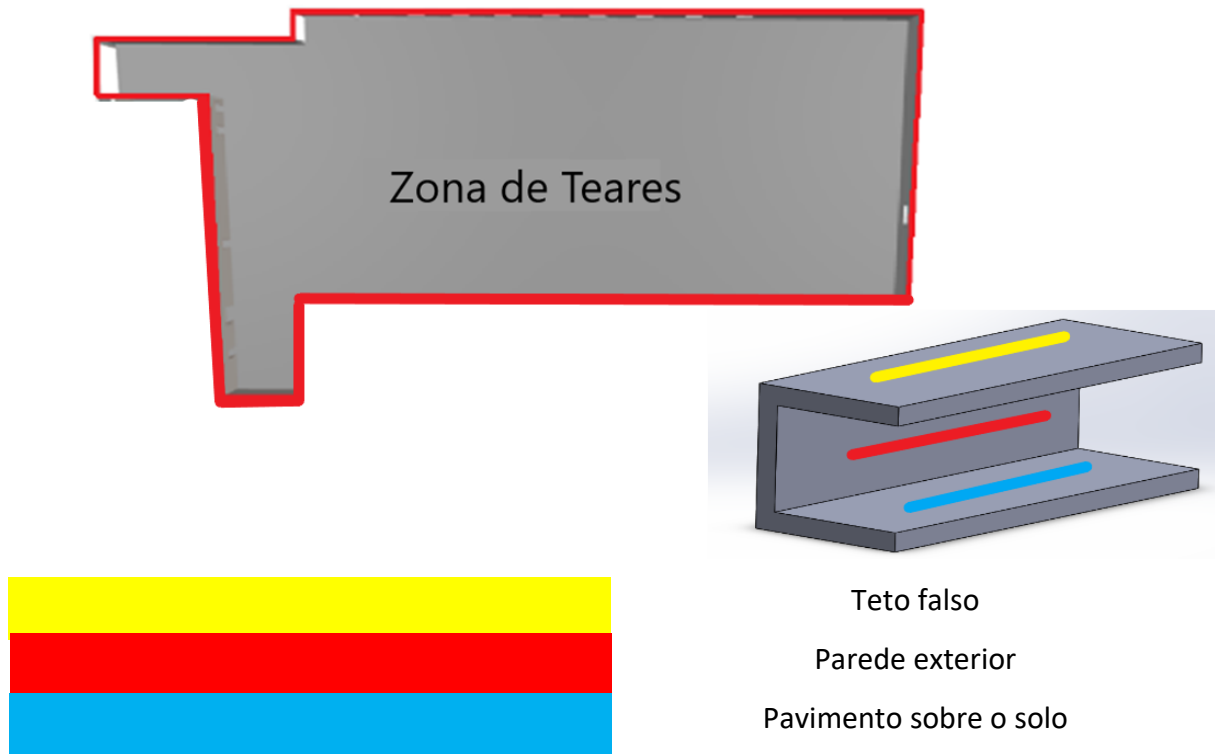 Zona de Teares
Teto falso
Parede exterior
Pavimento sobre o solo